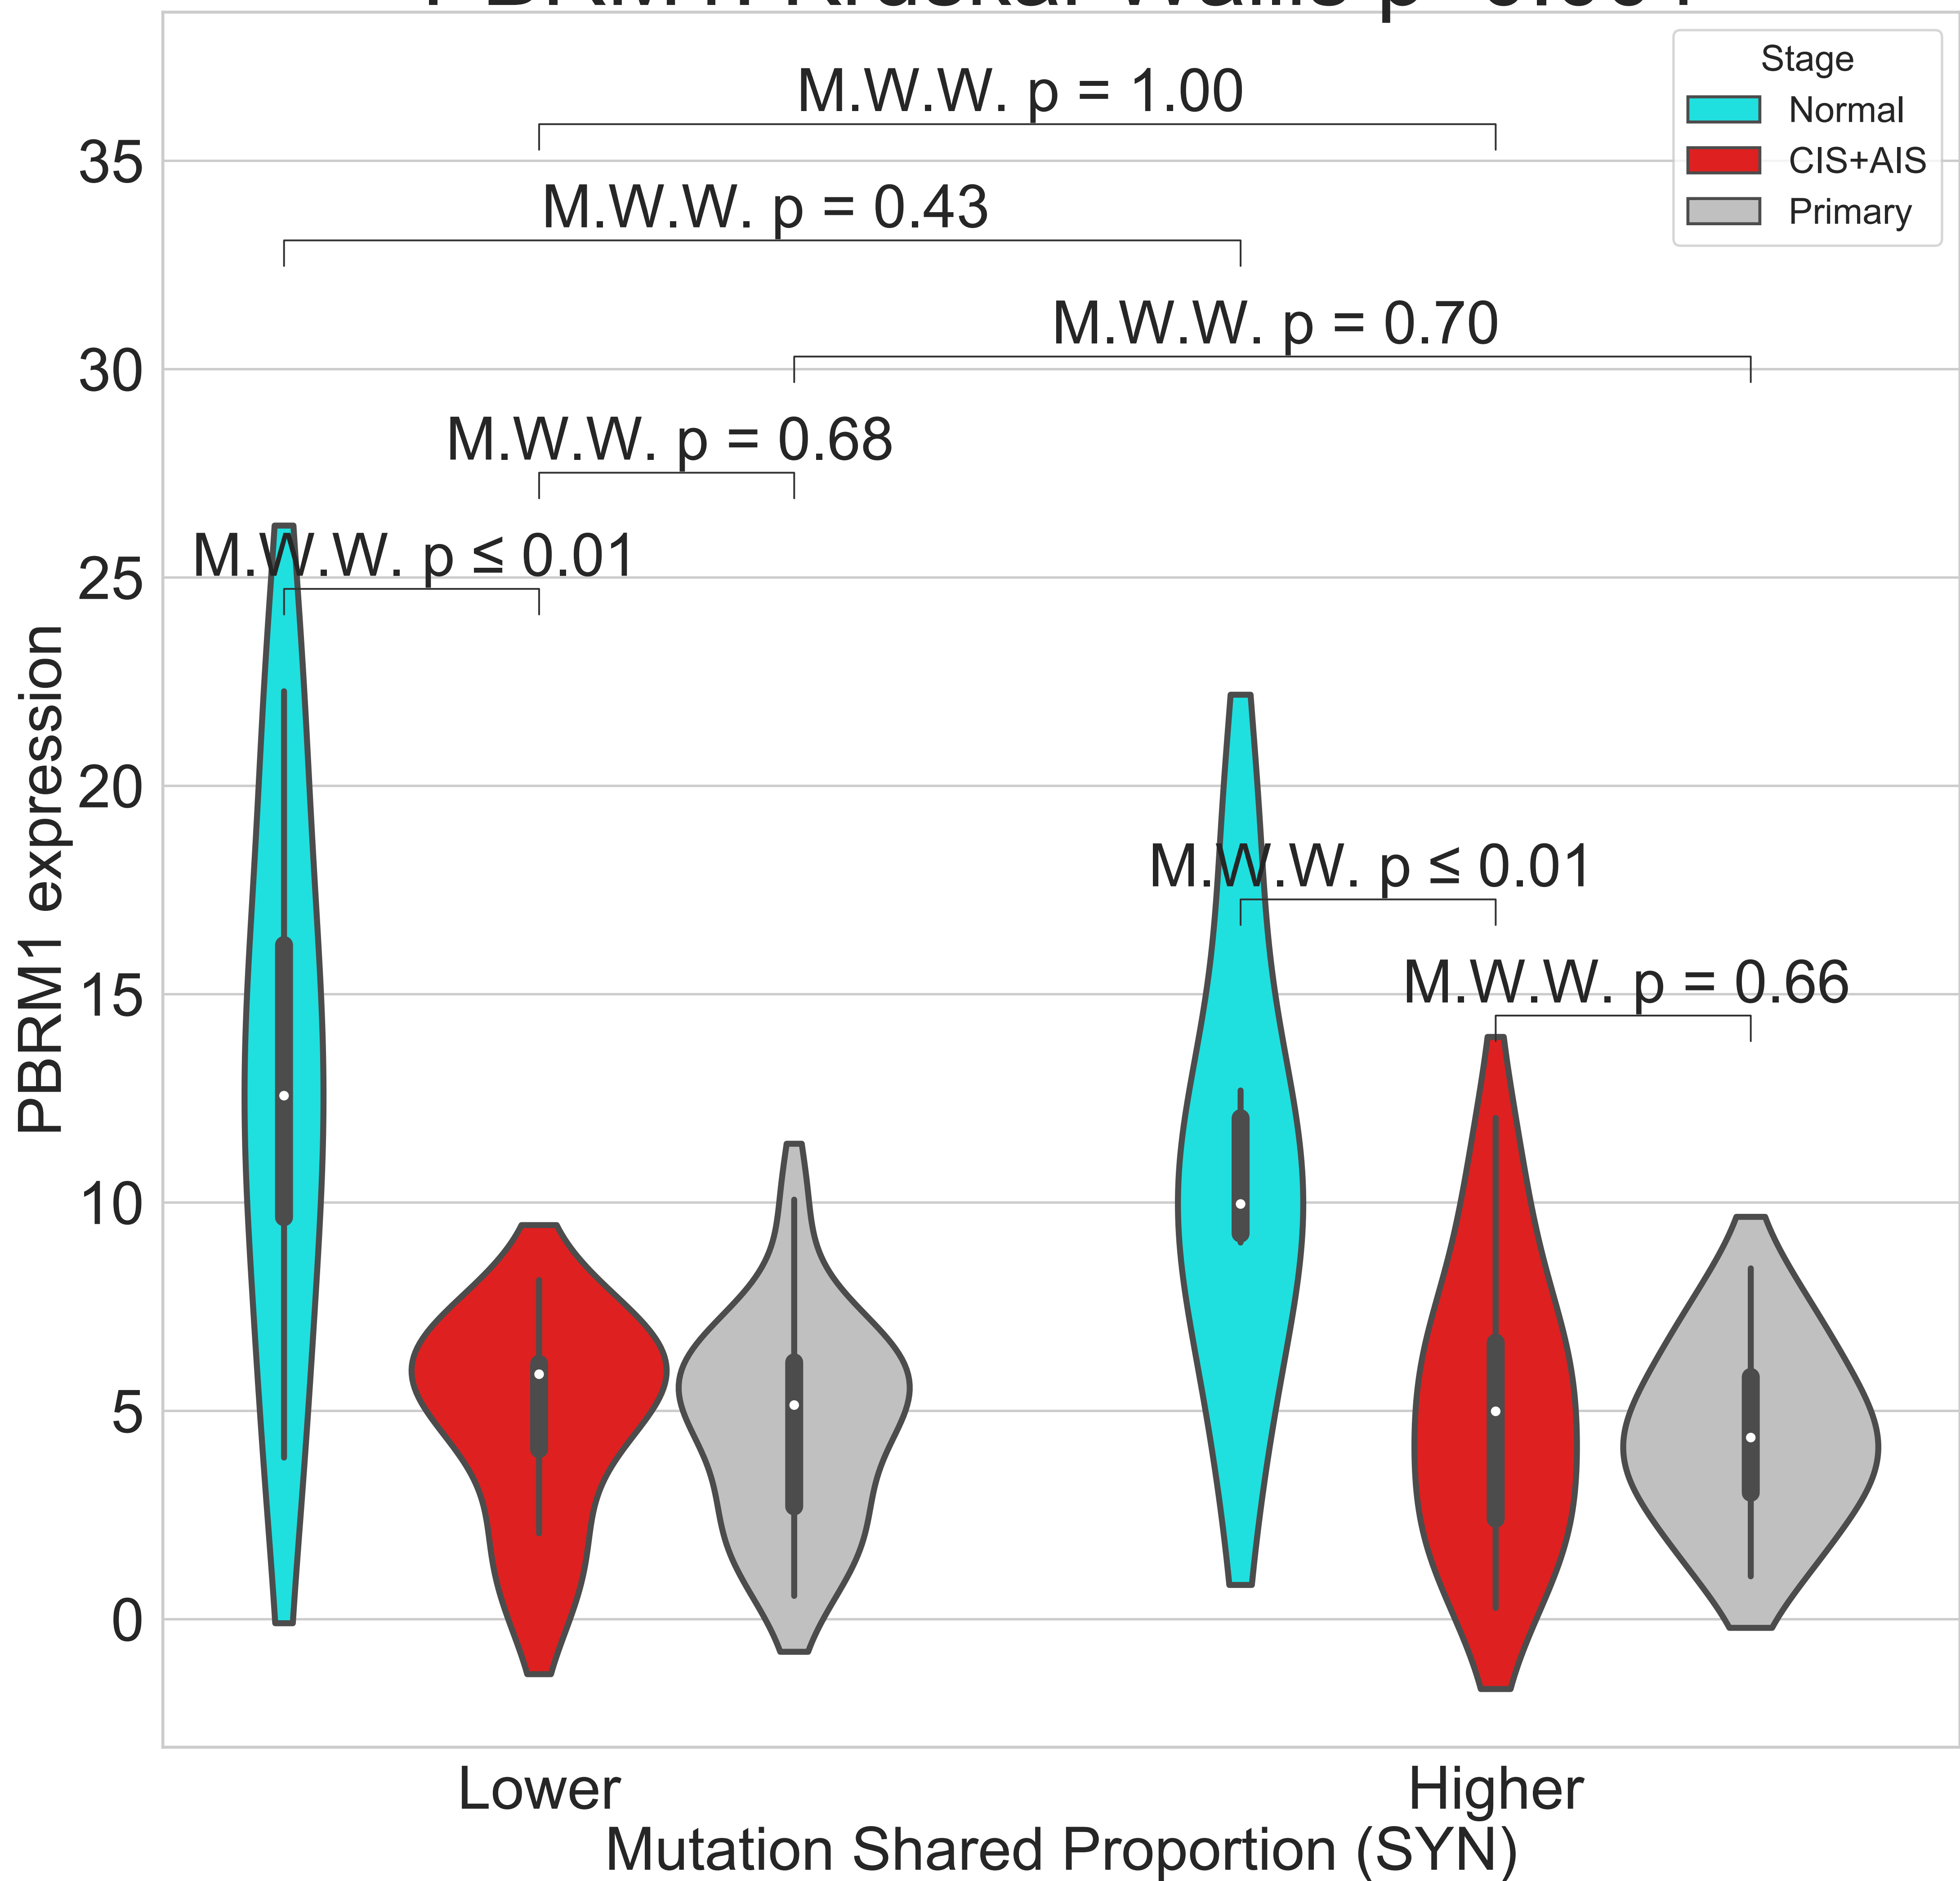 M.W.W. p = 1.00
Stage
Normal
CIS+AIS
Primary
35
M.W.W. p = 0.43
M.W.W. p = 0.70
30
M.W.W. p = 0.68
M.W.W. p ≤ 0.01
25
20
M.W.W. p ≤ 0.01
M.W.W. p = 0.66
15
10
5
0
PBRM1 expression
Lower
Higher
Mutation Shared Proportion (SYN)